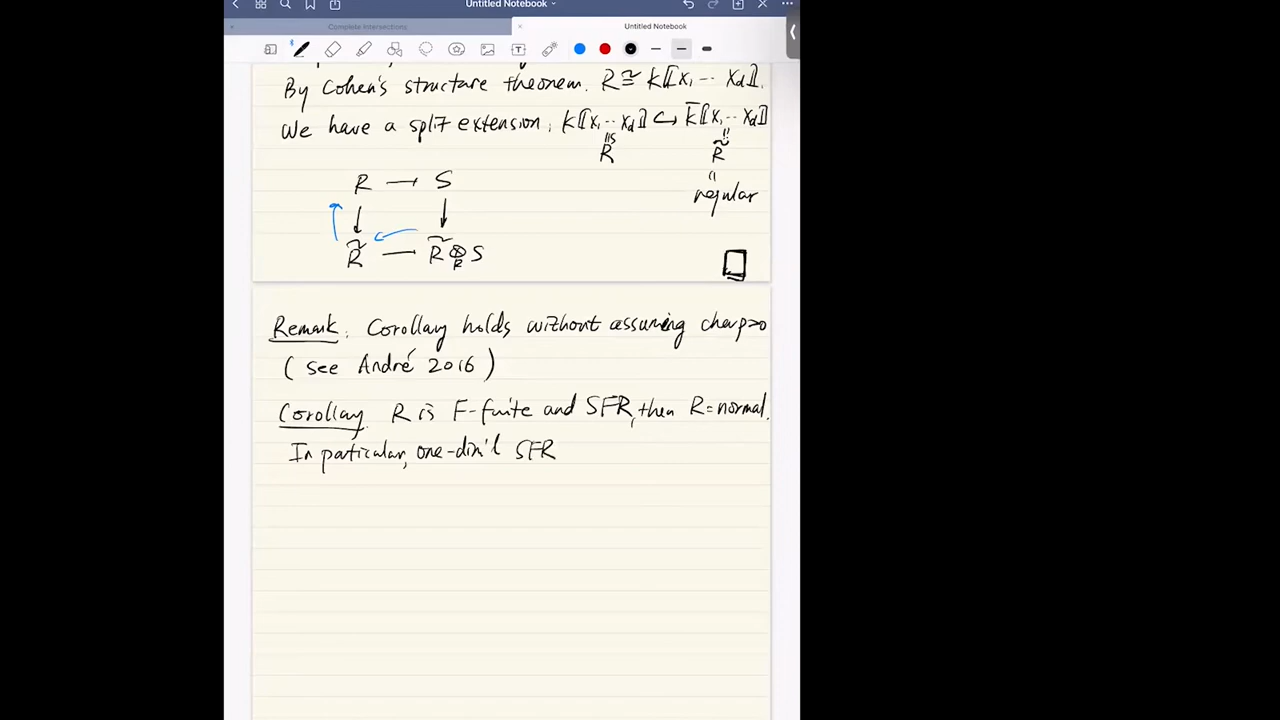 Untitled Notebook
Complete Intersections
Untitled Notebook
By Cohen's structure theorem. R ≅ k⟦x₁ ⋯ x_d⟧.
We have a split extension, k⟦x₁ ⋯ x_d⟧ ↪ k̄⟦x₁ ⋯ x_d⟧
R R̃
regular
R → S
R̃ → R̃ ⊗_R S
Remark. Corollary holds without assuming char p>0
(see André 2016)
Corollary. R is F-finite and SFR, then R = normal.
In particular, one-dim'l SFR